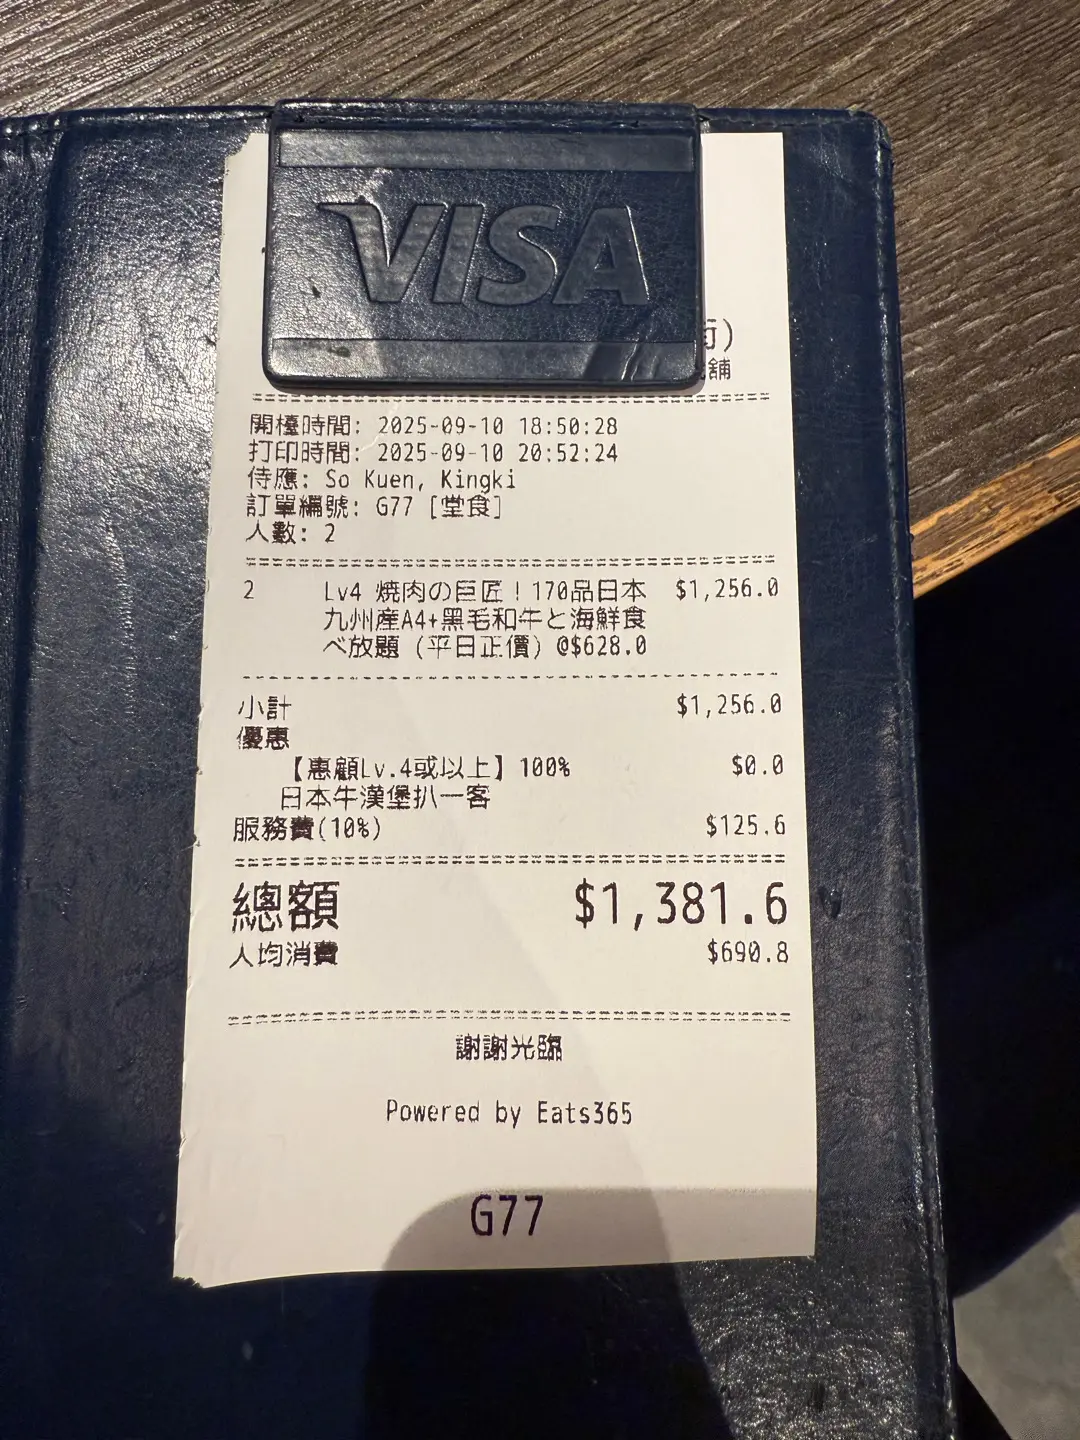 VISA
街)
舖
開檯時間: 2025-09-10 18:50:28
打印時間: 2025-09-10 20:52:24
侍應: So Kuen, Kingki
訂單編號: G77 [堂食]
人數: 2
2 Lv4 焼肉の巨匠！170品日本 $1,256.0
九州産A4+黒毛和牛と海鮮食
べ放題 (平日正價) @$628.0
小計 $1,256.0
優惠
【惠顧Lv.4或以上】100% $0.0
日本牛漢堡扒一客
服務費(10%) $125.6
總額 $1,381.6
人均消費 $690.8
謝謝光臨
Powered by Eats365
G77